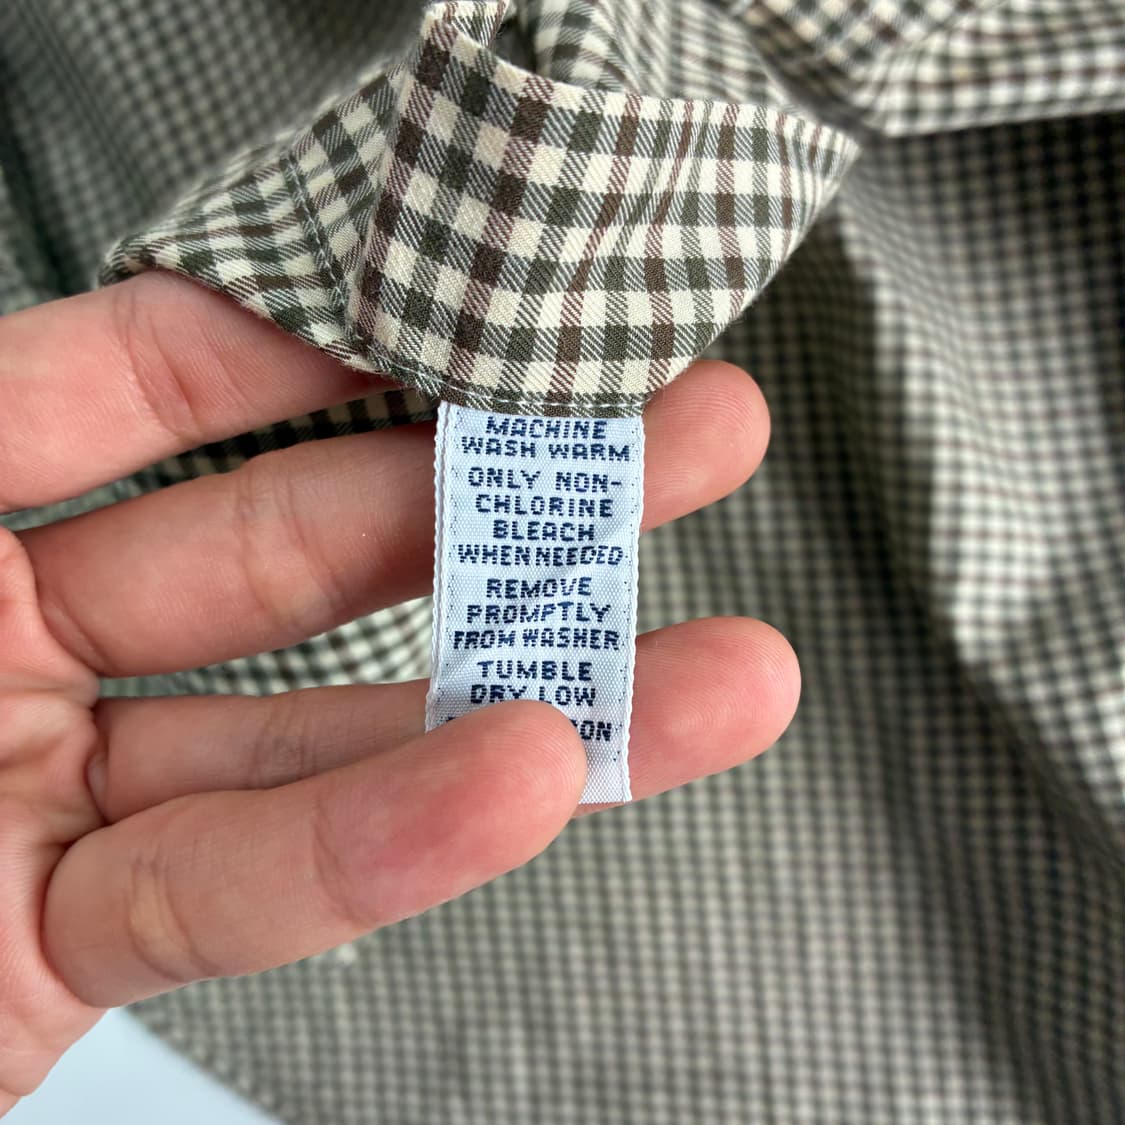 MACHINE
WASH WARM
ONLY NON-
CHLORINE
BLEACH
WHEN NEEDED
REMOVE
PROMPTLY
FROM WASHER
TUMBLE
DRY LOW